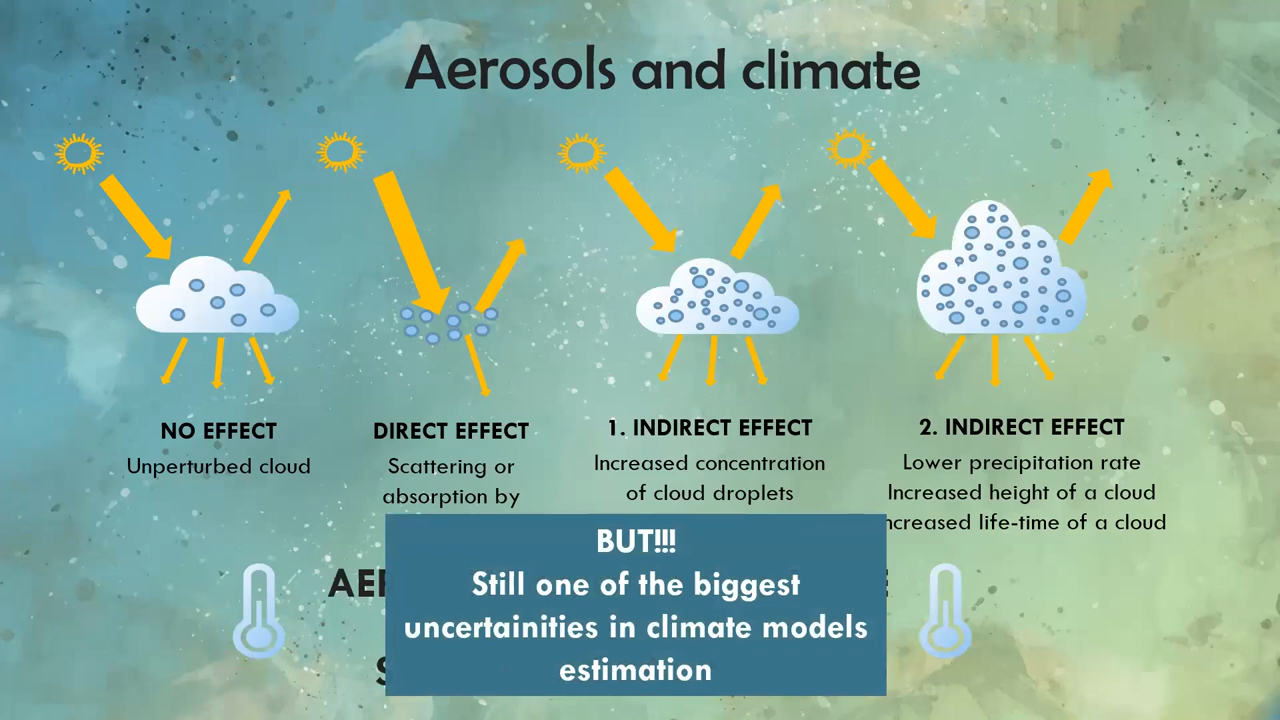 Aerosols and climate
NO EFFECT
Unperturbed cloud
DIRECT EFFECT
Scattering or
absorption by
1. INDIRECT EFFECT
Increased concentration
of cloud droplets
2. INDIRECT EFFECT
Lower precipitation rate
Increased height of a cloud
ncreased life-time of a cloud
BUT!!!
Still one of the biggest
uncertainities in climate models
estimation